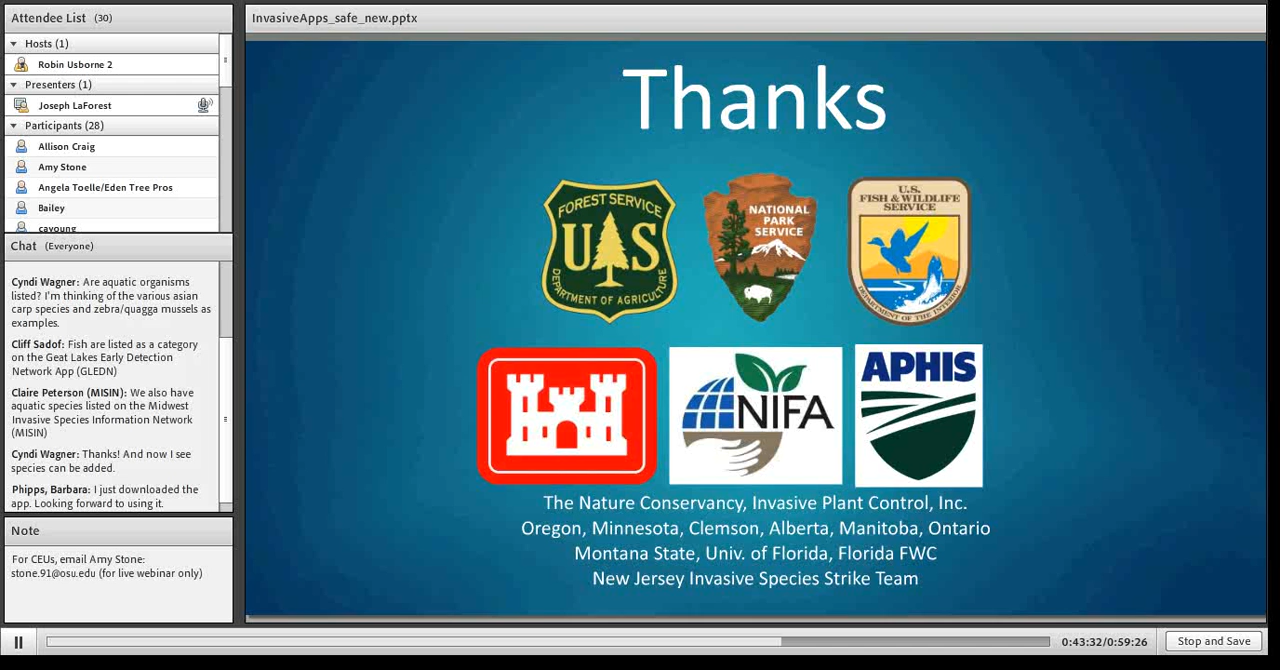 Attendee List (30)
Hosts (1)
Robin Usborne 2
Presenters (1)
Joseph LaForest
Participants (28)
Allison Craig
Amy Stone
Angela Toelle/Eden Tree Pros
Bailey
cayoung
Chat (Everyone)
Cyndi Wagner: Are aquatic organisms
listed? I'm thinking of the various asian
carp species and zebra/quagga mussels as
examples.
Cliff Sadof: Fish are listed as a category
on the Geat Lakes Early Detection
Network App (GLEDN)
Claire Peterson (MISIN): We also have
aquatic species listed on the Midwest
Invasive Species Information Network
(MISIN)
Cyndi Wagner: Thanks! And now I see
species can be added.
Phipps, Barbara: I just downloaded the
app. Looking forward to using it.
Note
For CEUs, email Amy Stone:
stone.91@osu.edu (for live webinar only)
InvasiveApps_safe_new.pptx
Thanks
FOREST SERVICE
U S
DEPARTMENT OF AGRICULTURE
NATIONAL
PARK
SERVICE
U.S.
FISH & WILDLIFE
SERVICE
DEPARTMENT OF THE INTERIOR
NIFA
APHIS
The Nature Conservancy, Invasive Plant Control, Inc.
Oregon, Minnesota, Clemson, Alberta, Manitoba, Ontario
Montana State, Univ. of Florida, Florida FWC
New Jersey Invasive Species Strike Team
0:43:32/0:59:26
Stop and Save